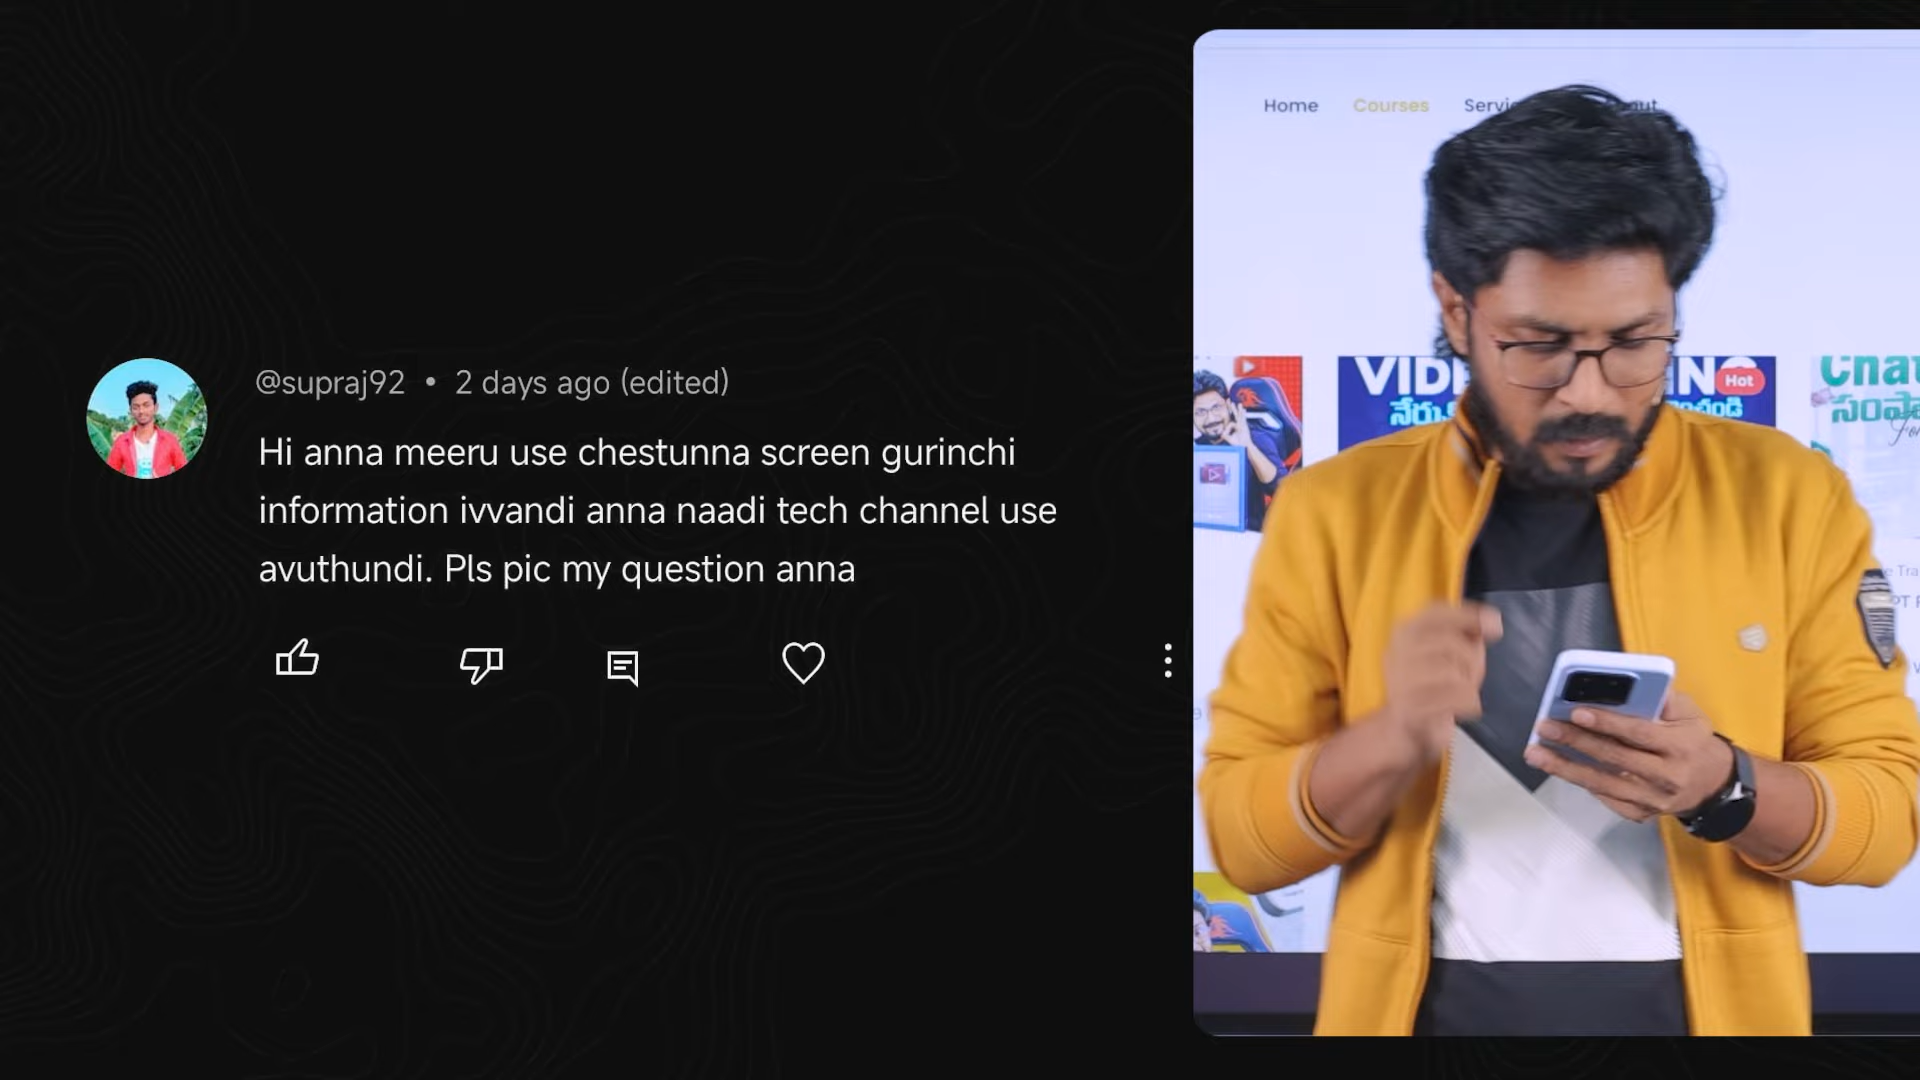 @supraj92 • 2 days ago (edited)
Hi anna meeru use chestunna screen gurinchi
information ivvandi anna naadi tech channel use
avuthundi. Pls pic my question anna
Home Courses
Hot